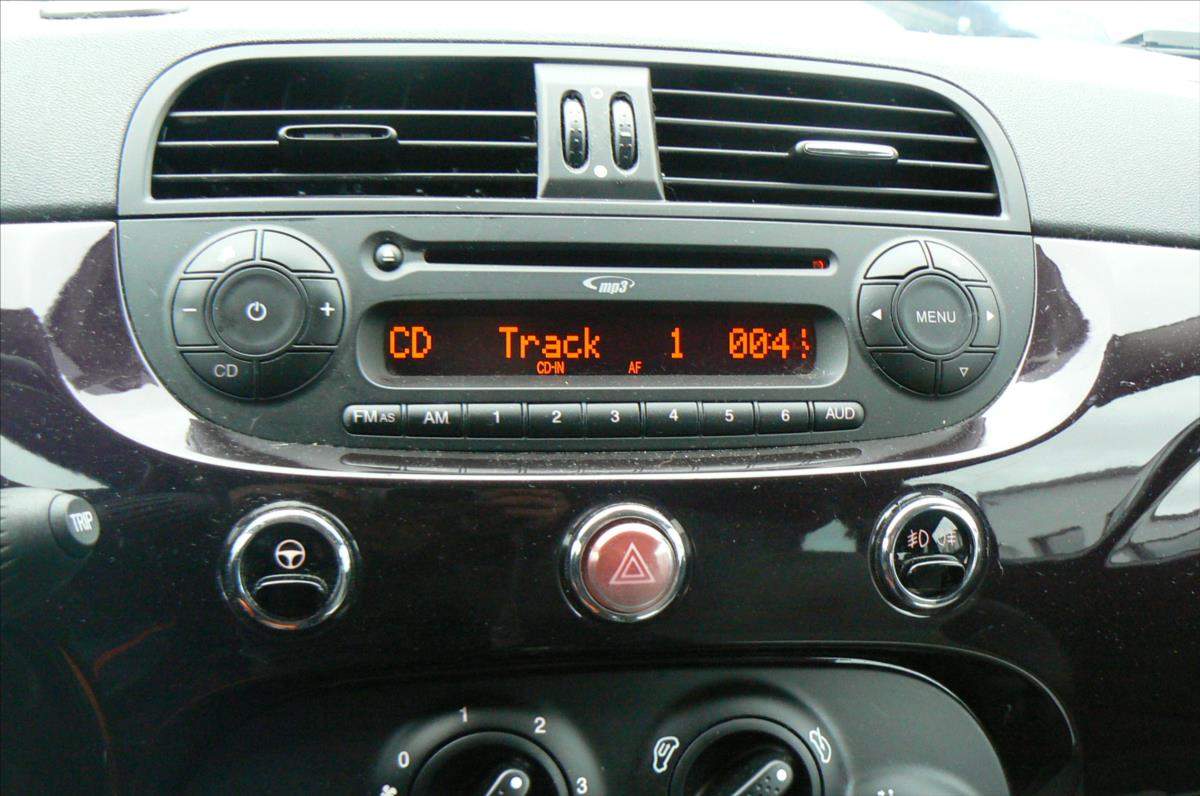 mp3
CD Track 1 004
CD-IN AF
MENU
CD
FM AS AM 1 2 3 4 5 6 AUD
TRIP
0 1 2 3